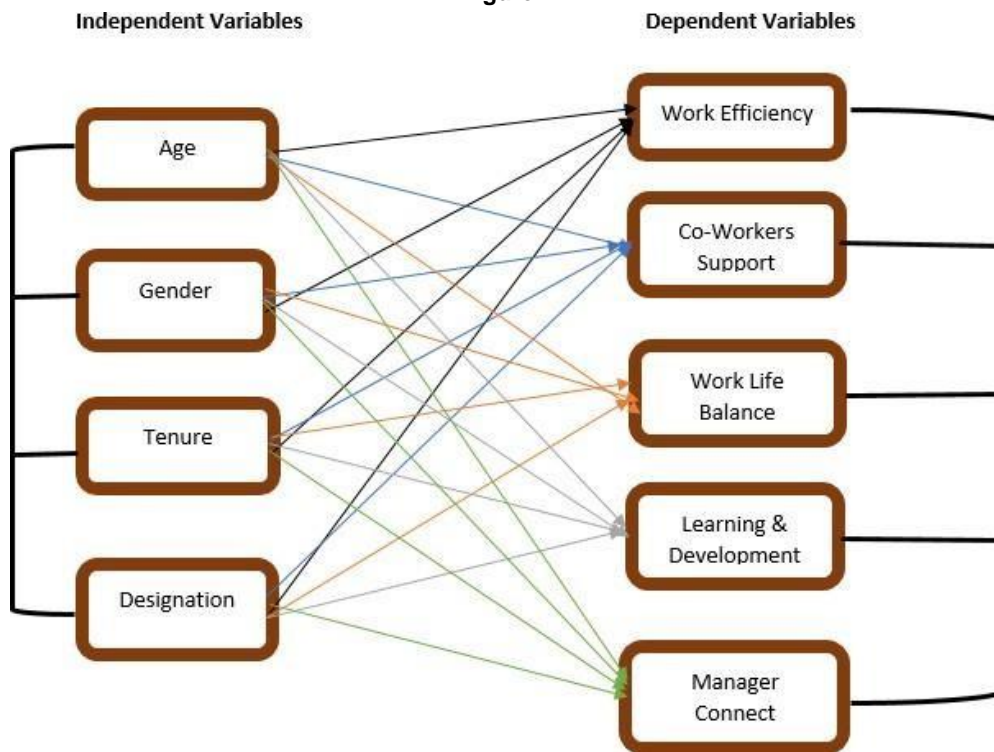 Independent Variables
Dependent Variables
Age
Gender
Tenure
Designation
Work Efficiency
Co-Workers
Support
Work Life
Balance
Learning &
Development
Manager
Connect